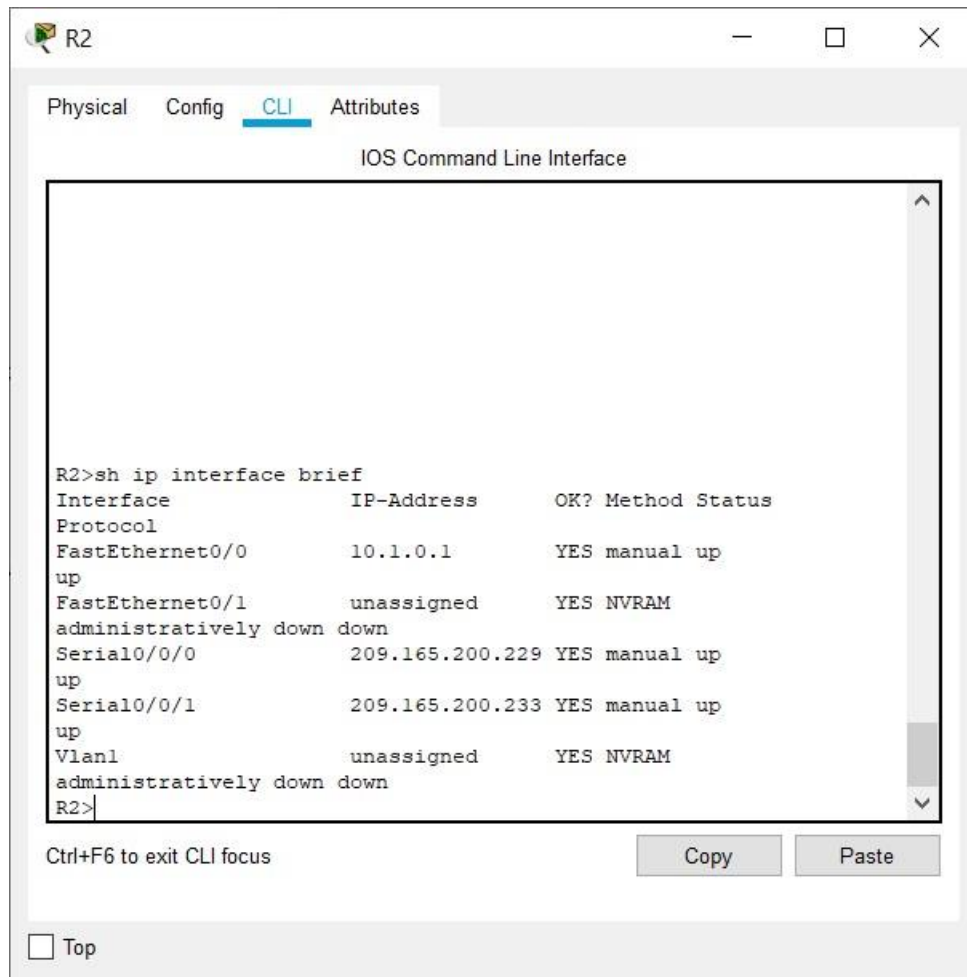 R2
Physical Config CLI Attributes
IOS Command Line Interface
R2>sh ip interface brief
Interface IP-Address OK? Method Status
Protocol
FastEthernet0/0 10.1.0.1 YES manual up
up
FastEthernet0/1 unassigned YES NVRAM
administratively down down
Serial0/0/0 209.165.200.229 YES manual up
up
Serial0/0/1 209.165.200.233 YES manual up
up
Vlan1 unassigned YES NVRAM
administratively down down
R2>
Ctrl+F6 to exit CLI focus
Copy Paste
Top